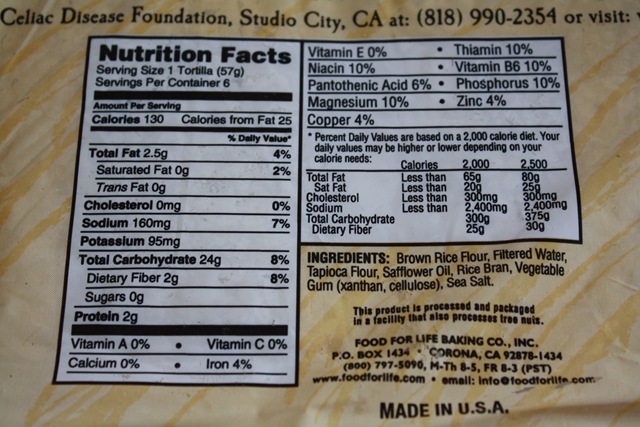 Celiac Disease Foundation, Studio City, CA at: (818) 990-2354 or visit:
Nutrition Facts
Serving Size 1 Tortilla (57g)
Servings Per Container 6
Amount Per Serving
Calories 130 Calories from Fat 25
% Daily Value*
Total Fat 2.5g 4%
Saturated Fat 0g 2%
Trans Fat 0g
Cholesterol 0mg 0%
Sodium 160mg 7%
Potassium 95mg
Total Carbohydrate 24g 8%
Dietary Fiber 2g 8%
Sugars 0g
Protein 2g
Vitamin A 0% • Vitamin C 0%
Calcium 0% • Iron 4%
Vitamin E 0% • Thiamin 10%
Niacin 10% • Vitamin B6 10%
Pantothenic Acid 6% • Phosphorus 10%
Magnesium 10% • Zinc 4%
Copper 4%
* Percent Daily Values are based on a 2,000 calorie diet. Your
daily values may be higher or lower depending on your
calorie needs:
Calories 2,000 2,500
Total Fat Less than 65g 80g
Sat Fat Less than 20g 25g
Cholesterol Less than 300mg 300mg
Sodium Less than 2,400mg 2,400mg
Total Carbohydrate 300g 375g
Dietary Fiber 25g 30g
INGREDIENTS: Brown Rice Flour, Filtered Water,
Tapioca Flour, Safflower Oil, Rice Bran, Vegetable
Gum (xanthan, cellulose), Sea Salt.
This product is processed and packaged
in a facility that also processes tree nuts.
FOOD FOR LIFE BAKING CO., INC.
P.O. BOX 1434 • CORONA, CA 92878-1434
(800) 797-5090, M-Th 8-5, FR 8-3 (PST)
www.foodforlife.com • email: info@foodforlife.com
MADE IN U.S.A.